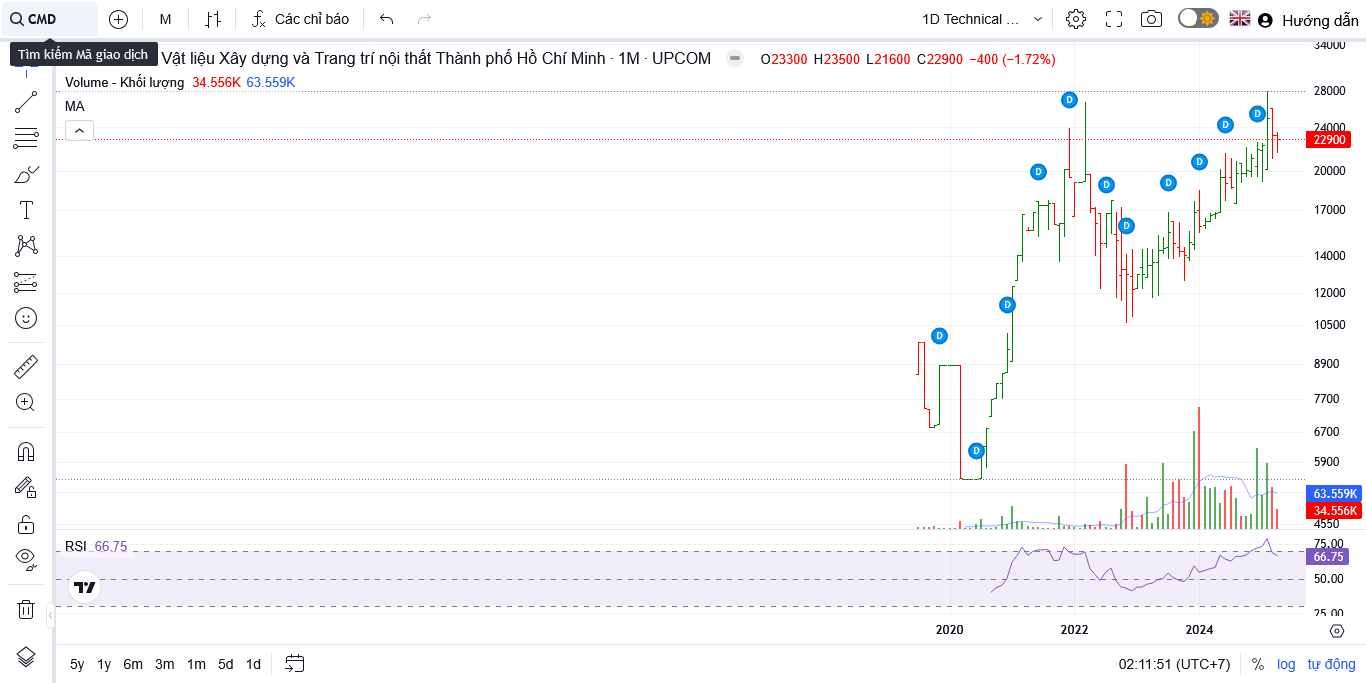 CMD
M
Các chỉ báo
1D Technical ...
Hướng dẫn
Tìm kiếm Mã giao dịch
Vật liệu Xây dựng và Trang trí nội thất Thành phố Hồ Chí Minh · 1M · UPCOM
O23300 H23500 L21600 C22900 −400 (−1.72%)
Volume - Khối lượng 34.556K 63.559K
MA
34000
28000
24000
22900
20000
17000
14000
12000
10500
8900
7700
6700
5900
63.559K
34.556K
4550
D
D
D
D
D
D
D
D
D
D
D
RSI 66.75
75.00
66.75
50.00
25.00
2020
2022
2024
5y 1y 6m 3m 1m 5d 1d
02:11:51 (UTC+7)
%
log
tự động